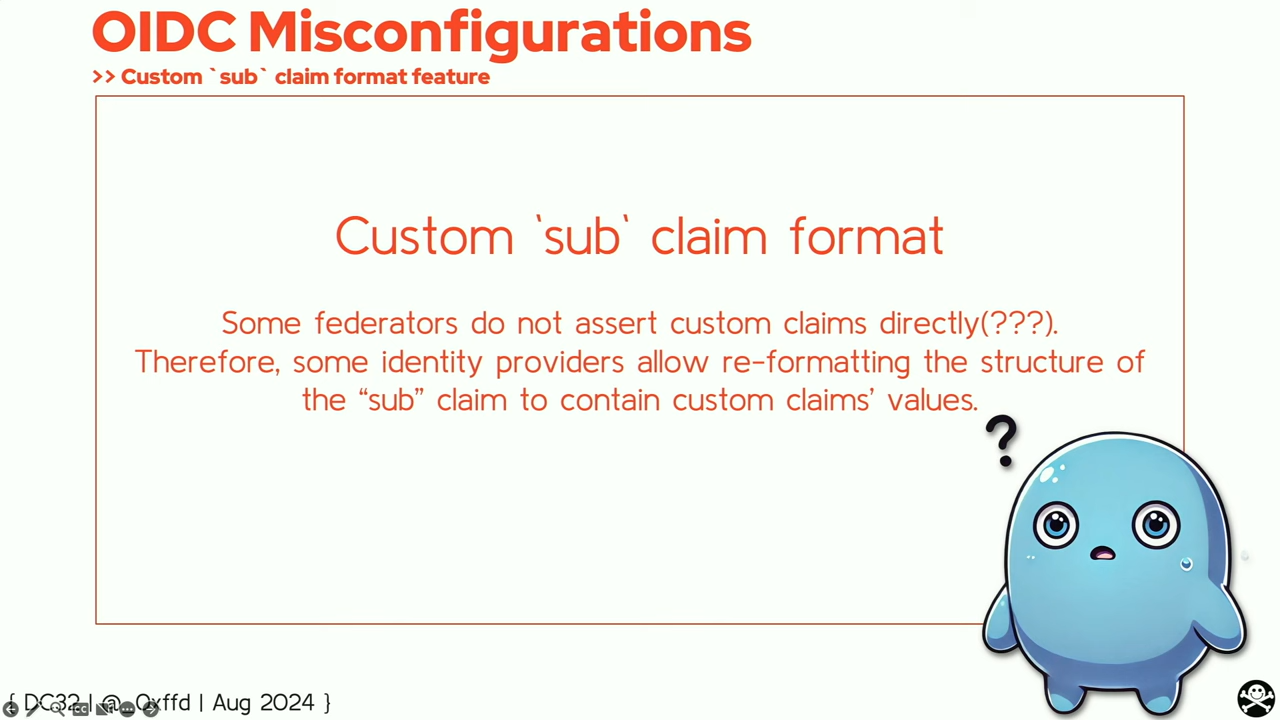 OIDC Misconfigurations
>> Custom `sub` claim format feature
Custom `sub` claim format
Some federators do not assert custom claims directly(???).
Therefore, some identity providers allow re-formatting the structure of
the “sub” claim to contain custom claims’ values.
?
{ DC32 | @_0xffd | Aug 2024 }